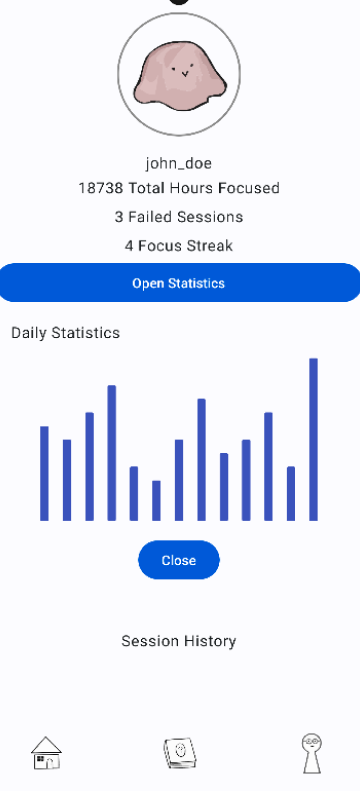 john_doe
18738 Total Hours Focused
3 Failed Sessions
4 Focus Streak
Open Statistics
Daily Statistics
Close
Session History